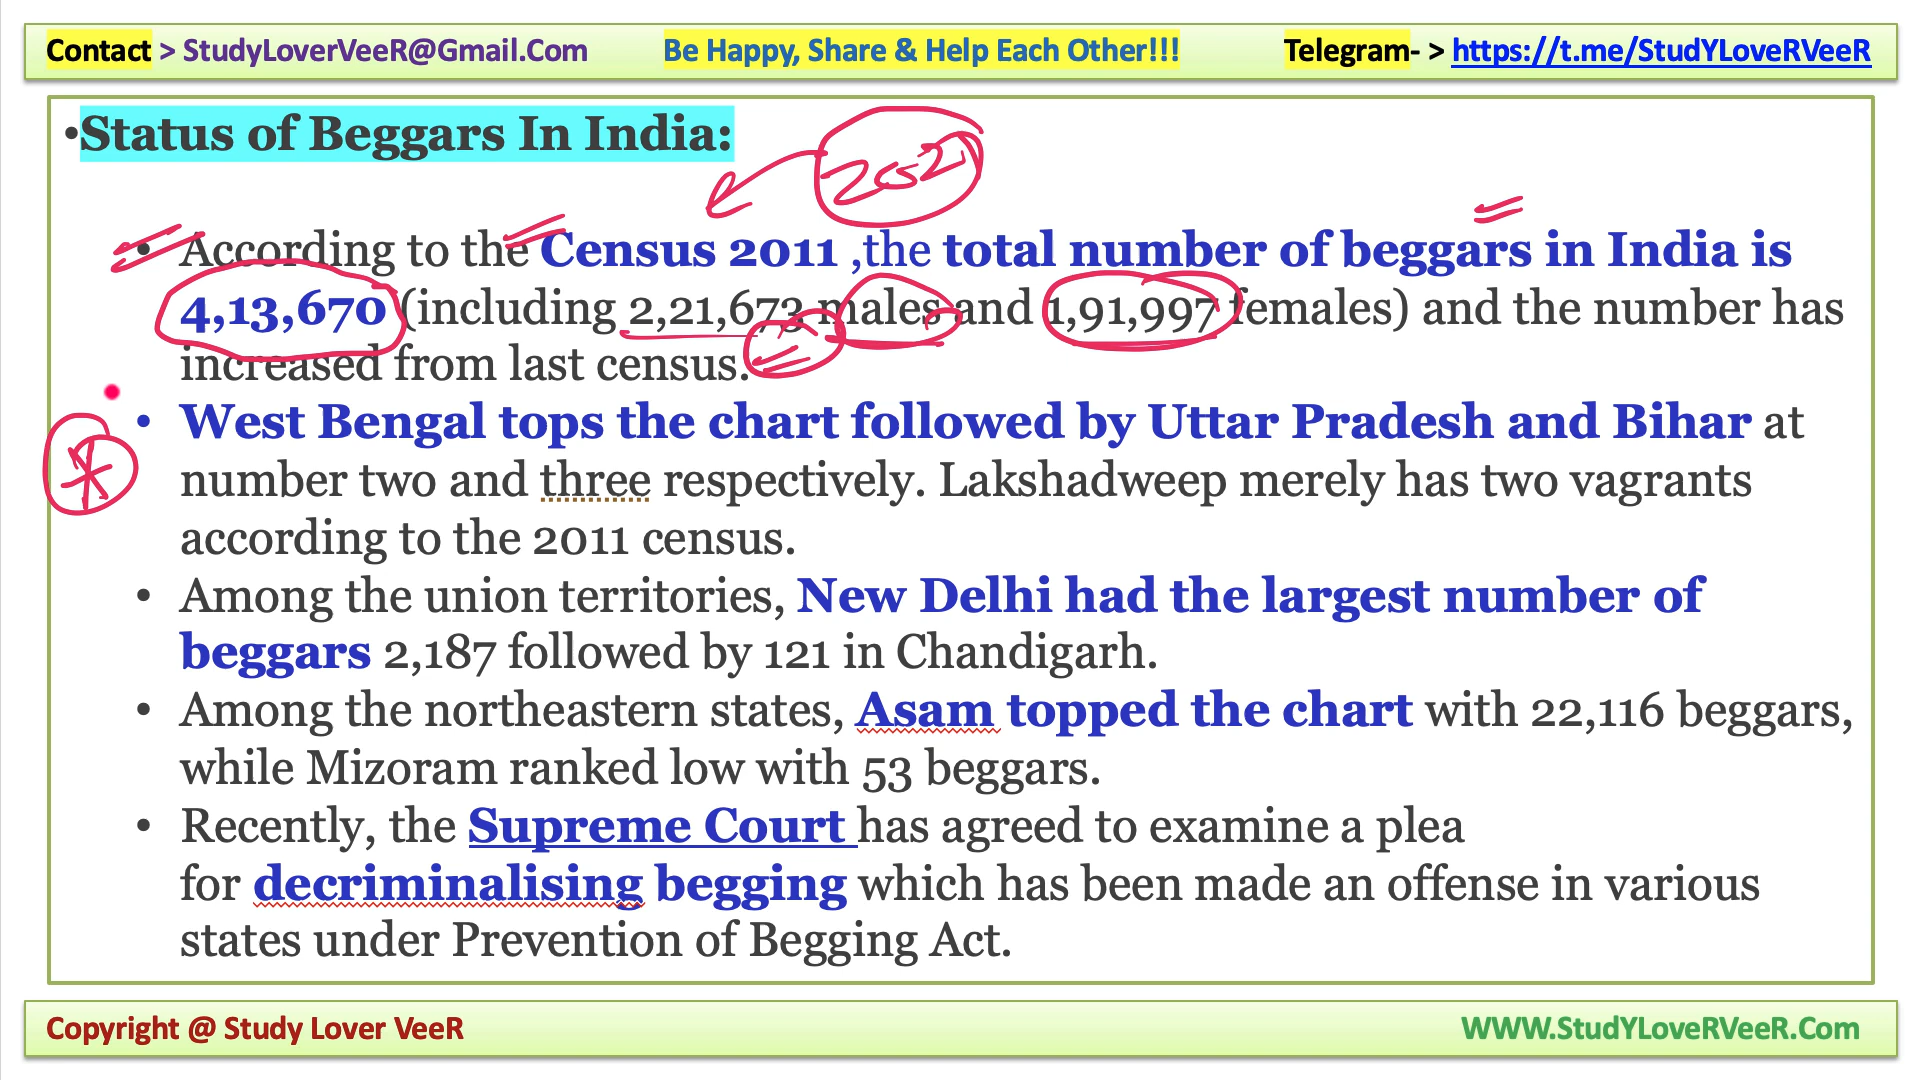 Contact > StudyLoverVeeR@Gmail.Com Be Happy, Share & Help Each Other!!! Telegram- > https://t.me/StudYLoveRVeeR
•Status of Beggars In India:
2021
• According to the Census 2011 ,the total number of beggars in India is
4,13,670 (including 2,21,673 males and 1,91,997 females) and the number has
increased from last census.
• West Bengal tops the chart followed by Uttar Pradesh and Bihar at
number two and three respectively. Lakshadweep merely has two vagrants
according to the 2011 census.
• Among the union territories, New Delhi had the largest number of
beggars 2,187 followed by 121 in Chandigarh.
• Among the northeastern states, Asam topped the chart with 22,116 beggars,
while Mizoram ranked low with 53 beggars.
• Recently, the Supreme Court has agreed to examine a plea
for decriminalising begging which has been made an offense in various
states under Prevention of Begging Act.
Copyright @ Study Lover VeeR WWW.StudYLoveRVeeR.Com